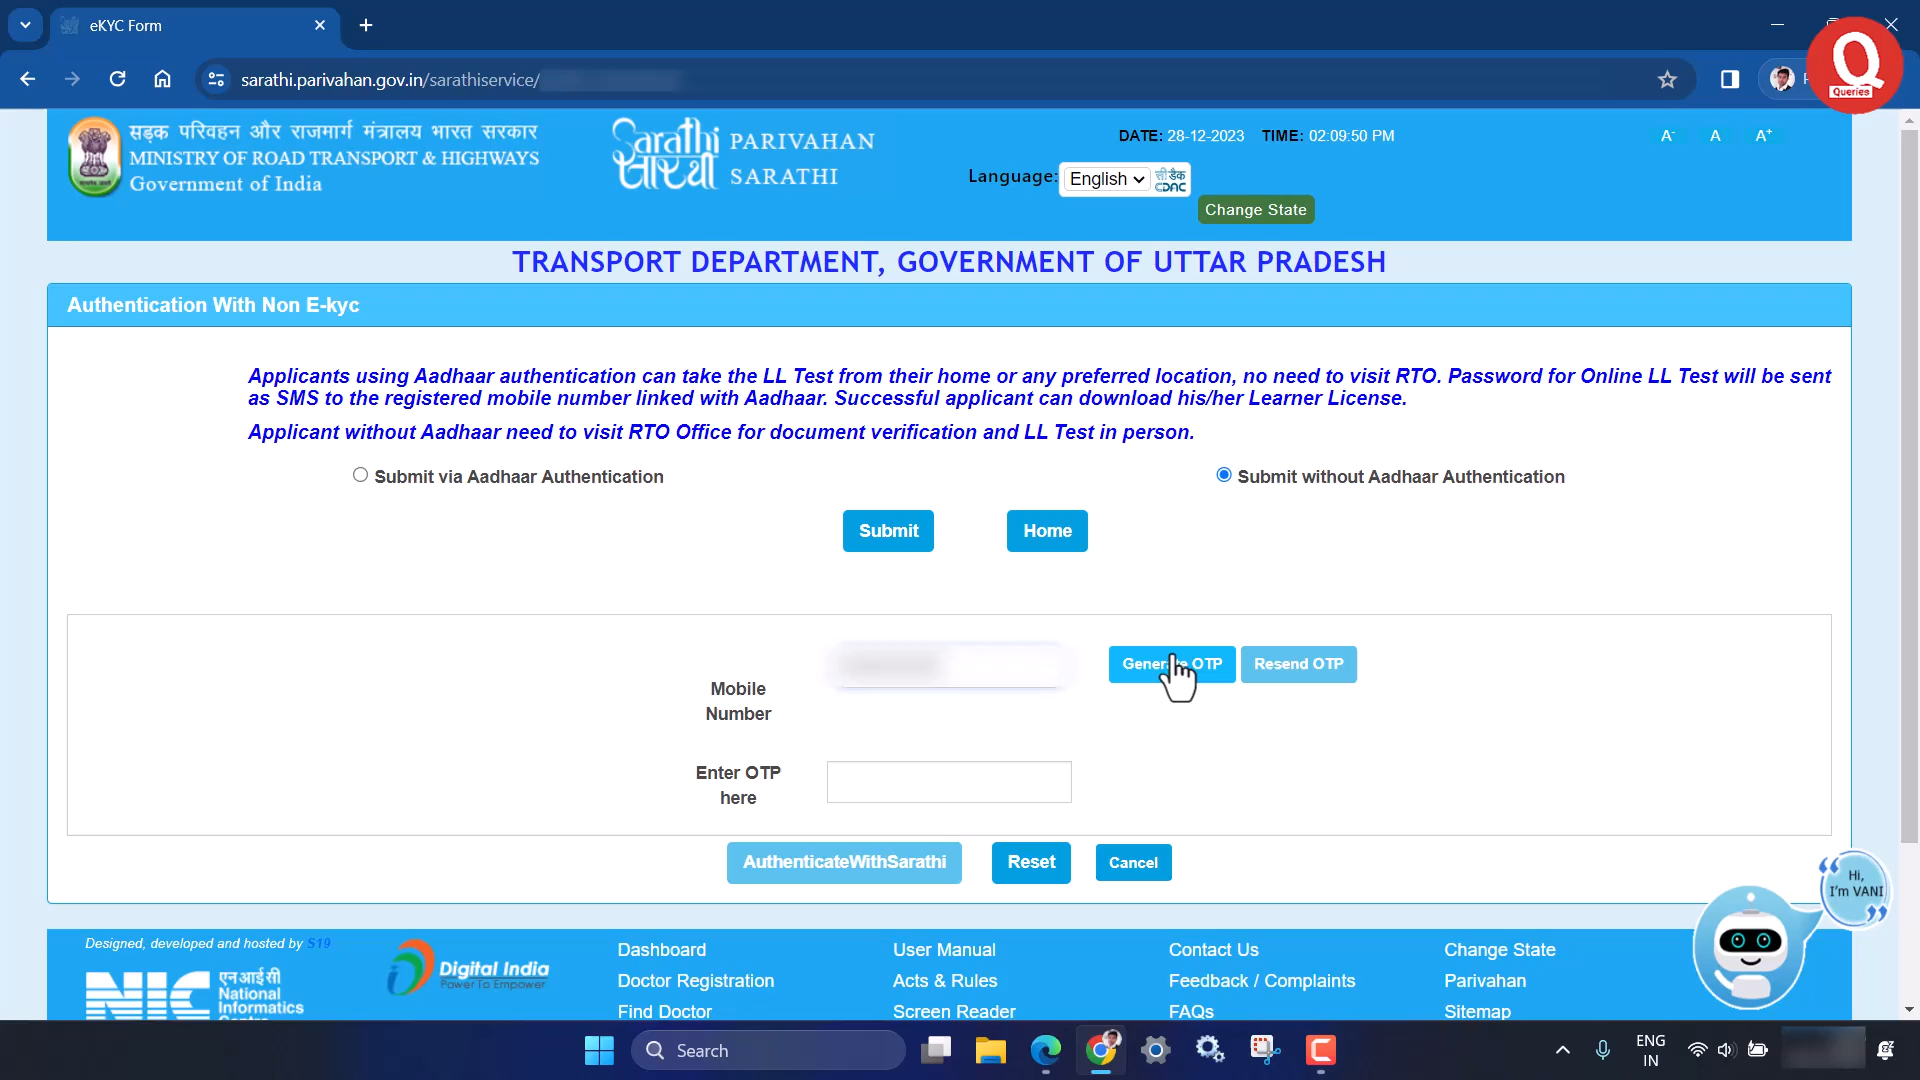 eKYC Form
sarathi.parivahan.gov.in/sarathiservice/
Queries
सड़क परिवहन और राजमार्ग मंत्रालय भारत सरकार
MINISTRY OF ROAD TRANSPORT & HIGHWAYS
Government of India
Sarathi
सारथी
PARIVAHAN
SARATHI
DATE: 28-12-2023 TIME: 02:09:50 PM
A- A A+
Language: English
सी डैक
CDAC
Change State
TRANSPORT DEPARTMENT, GOVERNMENT OF UTTAR PRADESH
Authentication With Non E-kyc
Applicants using Aadhaar authentication can take the LL Test from their home or any preferred location, no need to visit RTO. Password for Online LL Test will be sent
as SMS to the registered mobile number linked with Aadhaar. Successful applicant can download his/her Learner License.
Applicant without Aadhaar need to visit RTO Office for document verification and LL Test in person.
Submit via Aadhaar Authentication
Submit without Aadhaar Authentication
Submit
Home
Mobile
Number
Generate OTP
Resend OTP
Enter OTP
here
AuthenticateWithSarathi
Reset
Cancel
Hi,
I'm VANI
Designed, developed and hosted by S19
NIC
एन आई सी
National
Informatics
Centre
Digital India
Power To Empower
Dashboard
User Manual
Contact Us
Change State
Doctor Registration
Acts & Rules
Feedback / Complaints
Parivahan
Find Doctor
Screen Reader
FAQs
Sitemap
Search
ENG
IN